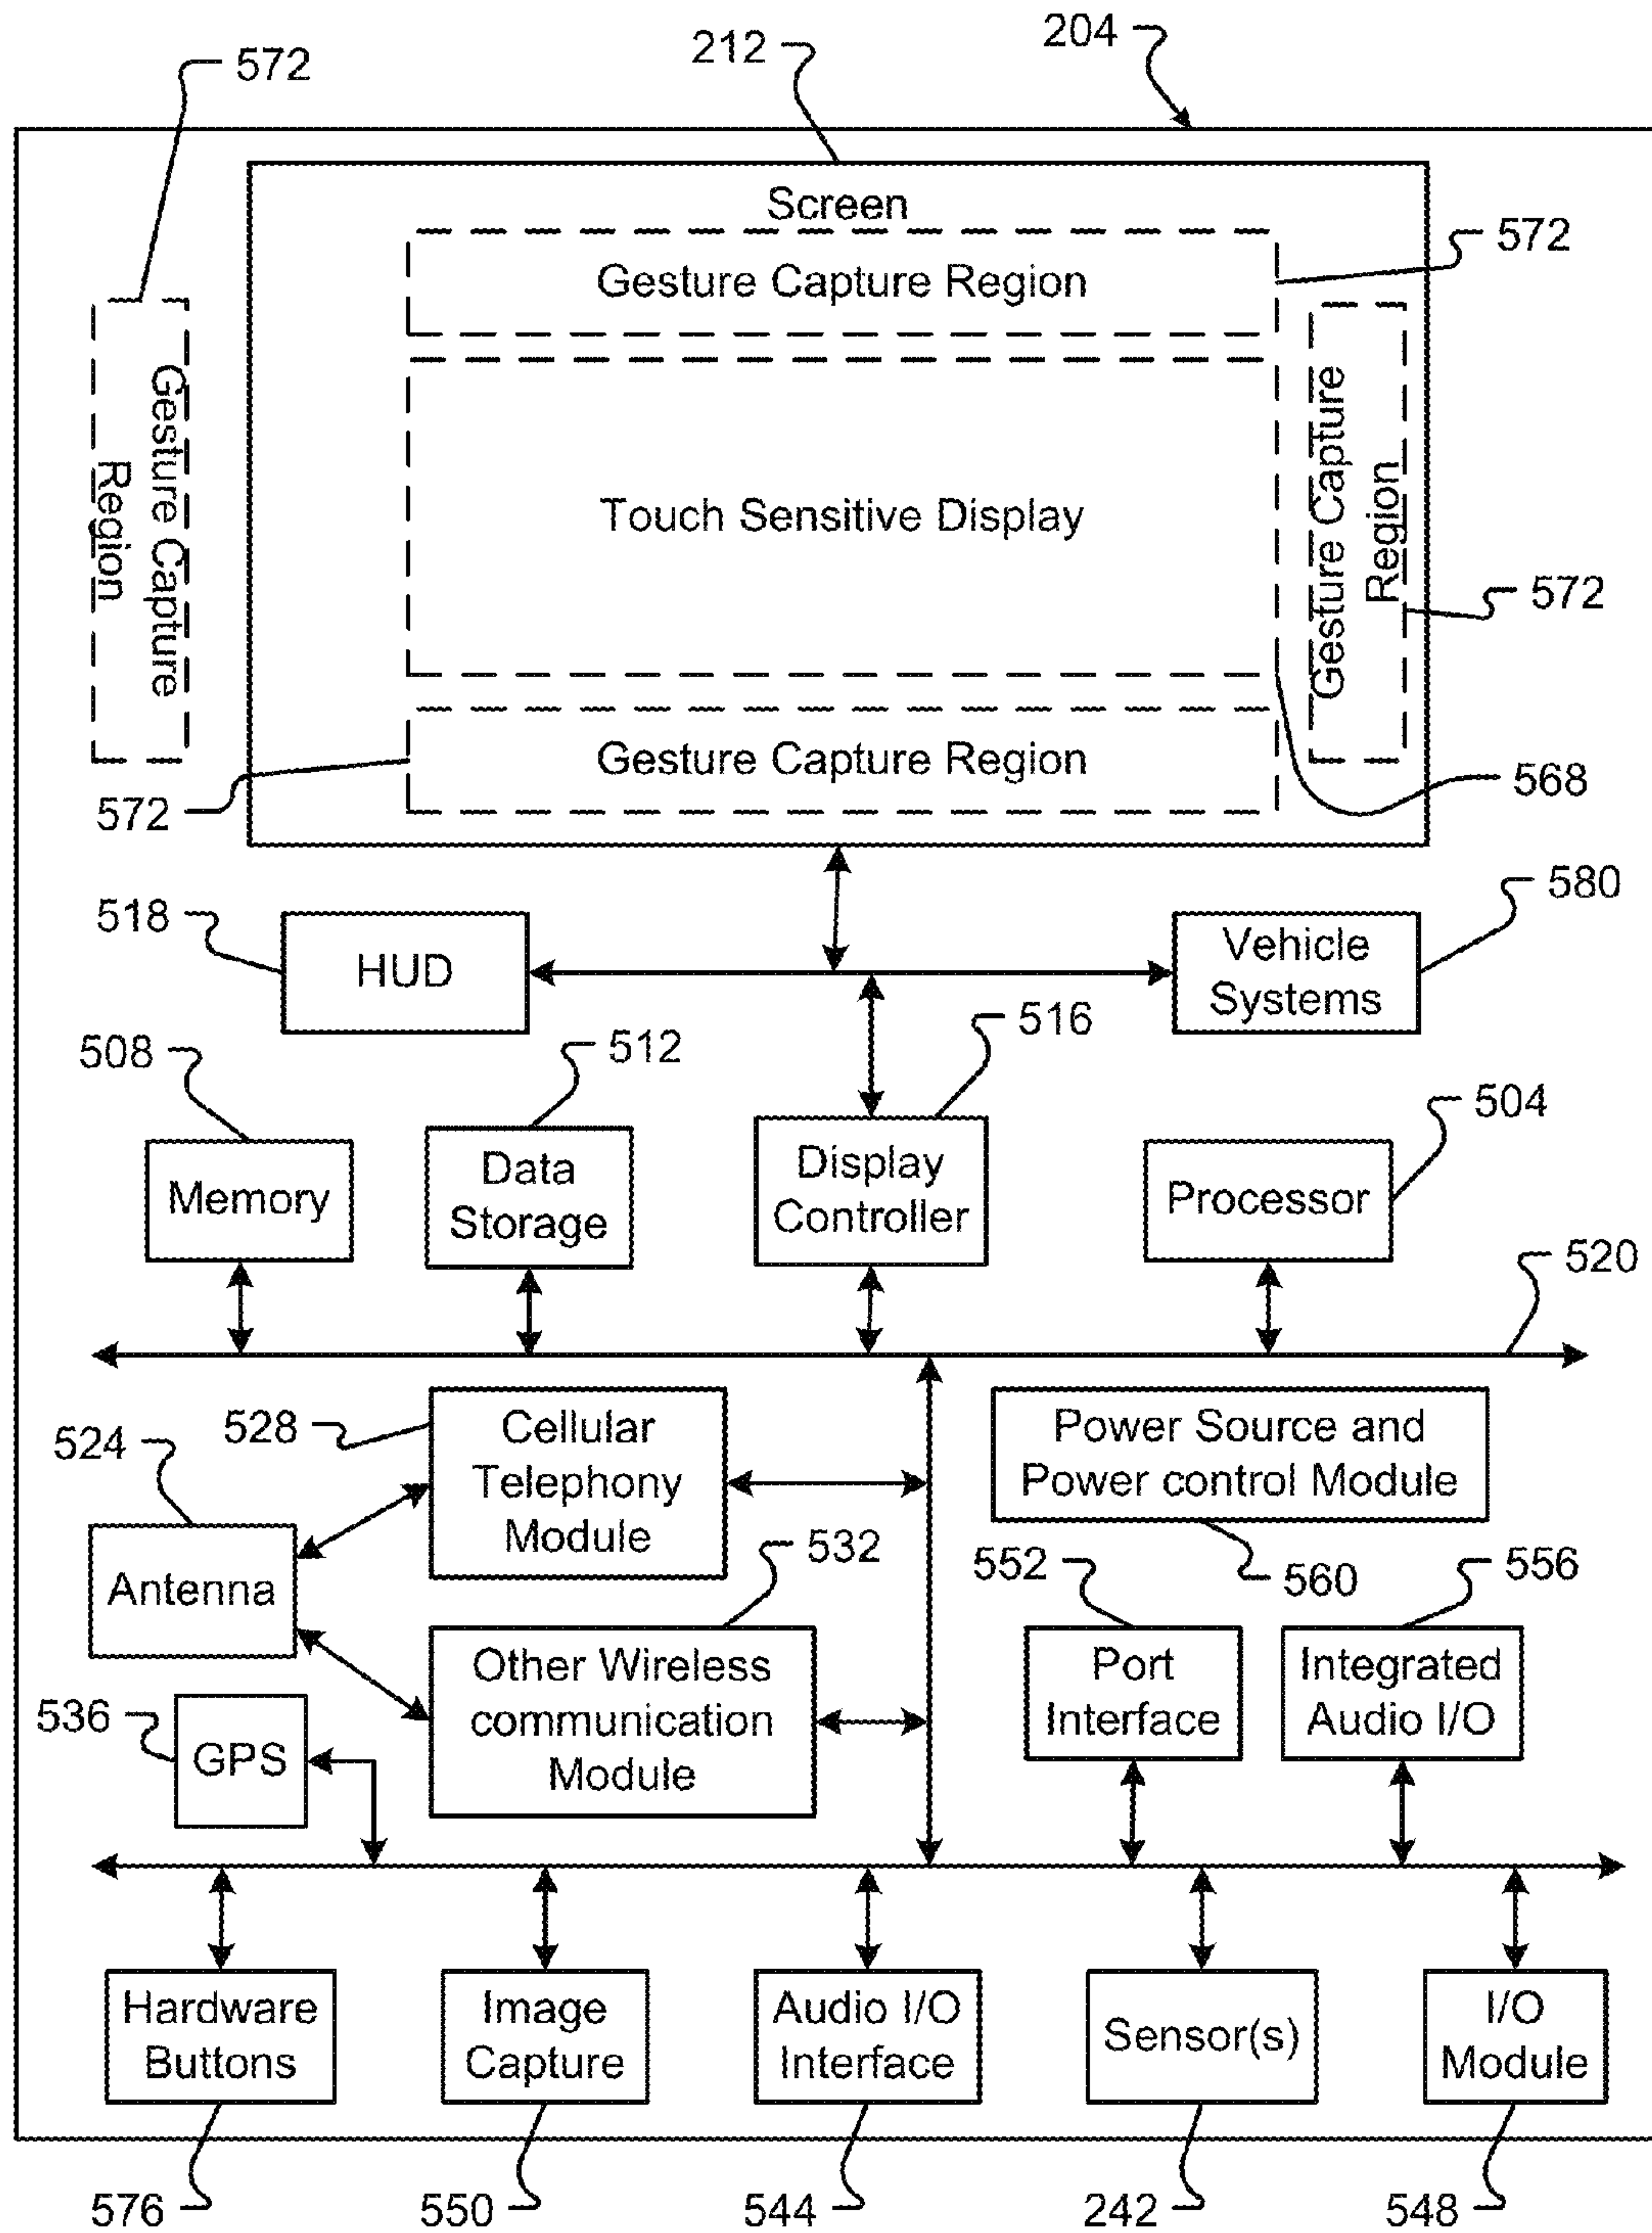 204
212
572
Screen
572
Gesture Capture Region
Gesture Capture
Region
Gesture Capture
Region
Touch Sensitive Display
572
Gesture Capture Region
568
572
580
518
HUD
Vehicle
Systems
516
508
512
504
Memory
Data
Storage
Display
Controller
Processor
520
528
524
Cellular
Telephony
Module
Power Source and
Power control Module
532
552
560
556
Antenna
Other Wireless
communication
Module
Port
Interface
Integrated
Audio I/O
536
GPS
Hardware
Buttons
Image
Capture
Audio I/O
Interface
Sensor(s)
I/O
Module
576
550
544
242
548